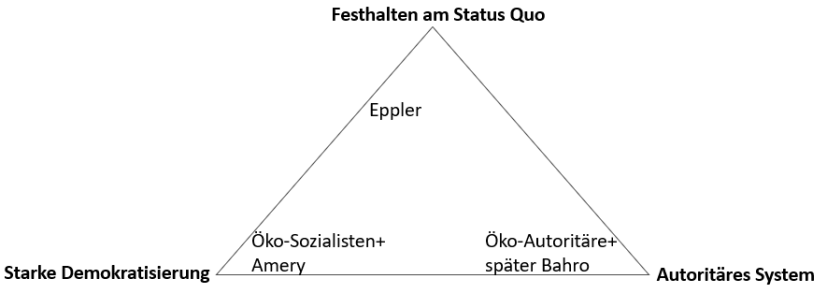 Festhalten am Status Quo
Eppler
Öko-Sozialisten+
Amery
Öko-Autoritäre+
später Bahro
Starke Demokratisierung
Autoritäres System